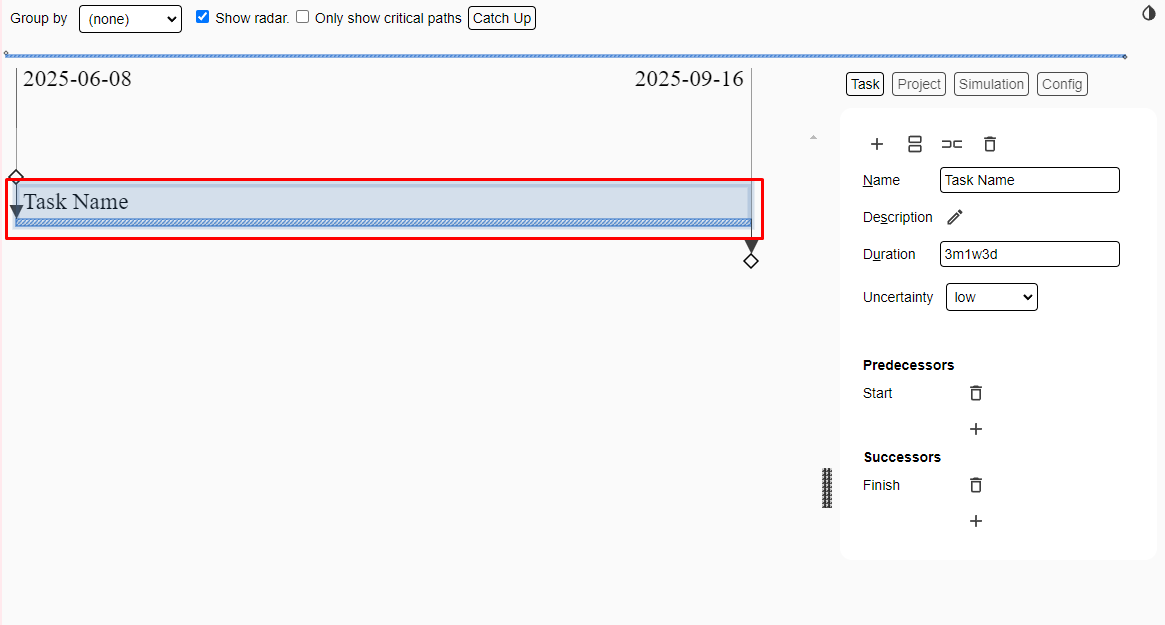 Group by (none) Show radar. Only show critical paths Catch Up
2025-06-08 2025-09-16
Task Project Simulation Config
Task Name
Name Task Name
Description
Duration 3m1w3d
Uncertainty low
Predecessors
Start
Successors
Finish